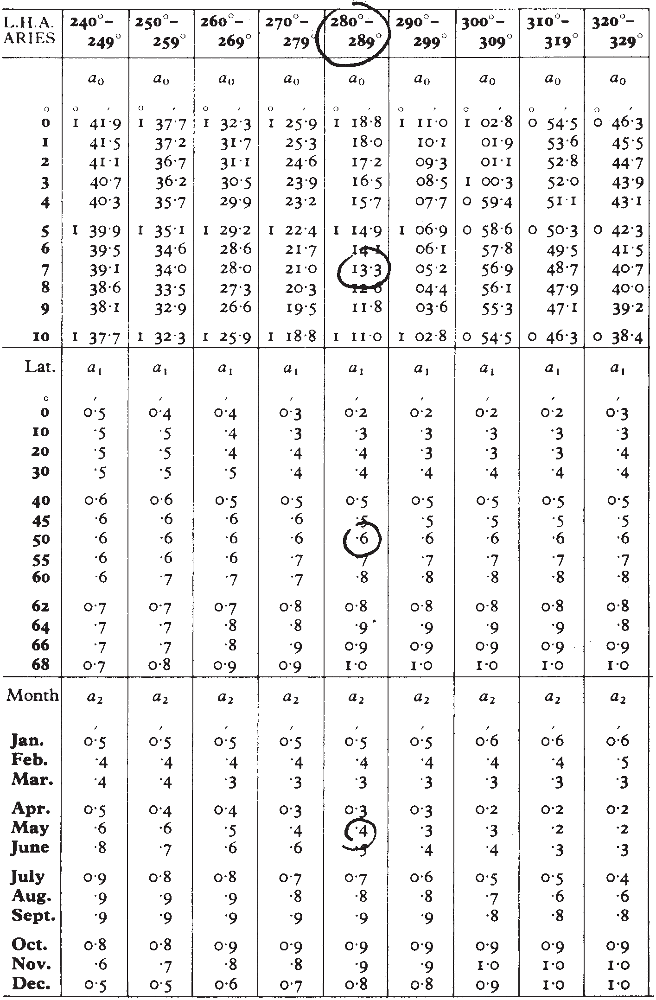 L.H.A. 240°– 250°– 260°– 270°– 280°– 290°– 300°– 310°– 320°–
ARIES 249° 259° 269° 279° 289° 299° 309° 319° 329°
a₀ a₀ a₀ a₀ a₀ a₀ a₀ a₀ a₀
° ° ′ ° ′ ° ′ ° ′ ° ′ ° ′ ° ′ ° ′ ° ′
0 1 41·9 1 37·7 1 32·3 1 25·9 1 18·8 1 11·0 1 02·8 0 54·5 0 46·3
1 41·5 37·2 31·7 25·3 18·0 10·1 01·9 53·6 45·5
2 41·1 36·7 31·1 24·6 17·2 09·3 01·1 52·8 44·7
3 40·7 36·2 30·5 23·9 16·5 08·5 1 00·3 52·0 43·9
4 40·3 35·7 29·9 23·2 15·7 07·7 0 59·4 51·1 43·1
5 1 39·9 1 35·1 1 29·2 1 22·4 1 14·9 1 06·9 0 58·6 0 50·3 0 42·3
6 39·5 34·6 28·6 21·7 14·1 06·1 57·8 49·5 41·5
7 39·1 34·0 28·0 21·0 13·3 05·2 56·9 48·7 40·7
8 38·6 33·5 27·3 20·3 12·6 04·4 56·1 47·9 40·0
9 38·1 32·9 26·6 19·5 11·8 03·6 55·3 47·1 39·2
10 1 37·7 1 32·3 1 25·9 1 18·8 1 11·0 1 02·8 0 54·5 0 46·3 0 38·4
Lat. a₁ a₁ a₁ a₁ a₁ a₁ a₁ a₁ a₁
° ′ ′ ′ ′ ′ ′ ′ ′ ′
0 0·5 0·4 0·4 0·3 0·2 0·2 0·2 0·2 0·3
10 ·5 ·5 ·4 ·3 ·3 ·3 ·3 ·3 ·3
20 ·5 ·5 ·4 ·4 ·4 ·3 ·3 ·3 ·4
30 ·5 ·5 ·5 ·4 ·4 ·4 ·4 ·4 ·4
40 0·6 0·6 0·5 0·5 0·5 0·5 0·5 0·5 0·5
45 ·6 ·6 ·6 ·6 ·5 ·5 ·5 ·5 ·5
50 ·6 ·6 ·6 ·6 ·6 ·6 ·6 ·6 ·6
55 ·6 ·6 ·6 ·7 ·7 ·7 ·7 ·7 ·7
60 ·6 ·7 ·7 ·7 ·8 ·8 ·8 ·8 ·8
62 0·7 0·7 0·7 0·8 0·8 0·8 0·8 0·8 0·8
64 ·7 ·7 ·8 ·8 ·9 ·9 ·9 ·9 ·8
66 ·7 ·7 ·8 ·9 0·9 0·9 0·9 0·9 0·9
68 0·7 0·8 0·9 0·9 1·0 1·0 1·0 1·0 1·0
Month a₂ a₂ a₂ a₂ a₂ a₂ a₂ a₂ a₂
′ ′ ′ ′ ′ ′ ′ ′ ′
Jan. 0·5 0·5 0·5 0·5 0·5 0·5 0·6 0·6 0·6
Feb. ·4 ·4 ·4 ·4 ·4 ·4 ·4 ·4 ·5
Mar. ·4 ·4 ·3 ·3 ·3 ·3 ·3 ·3 ·3
Apr. 0·5 0·4 0·4 0·3 0·3 0·3 0·2 0·2 0·2
May ·6 ·6 ·5 ·4 ·4 ·3 ·3 ·2 ·2
June ·8 ·7 ·6 ·6 ·5 ·4 ·4 ·3 ·3
July 0·9 0·8 0·8 0·7 0·7 0·6 0·5 0·5 0·4
Aug. ·9 ·9 ·9 ·8 ·8 ·8 ·7 ·6 ·6
Sept. ·9 ·9 ·9 ·9 ·9 ·9 ·8 ·8 ·8
Oct. 0·8 0·8 0·9 0·9 0·9 0·9 0·9 0·9 0·9
Nov. ·6 ·7 ·8 ·8 ·9 ·9 1·0 1·0 1·0
Dec. 0·5 0·5 0·6 0·7 0·8 0·8 0·9 1·0 1·0